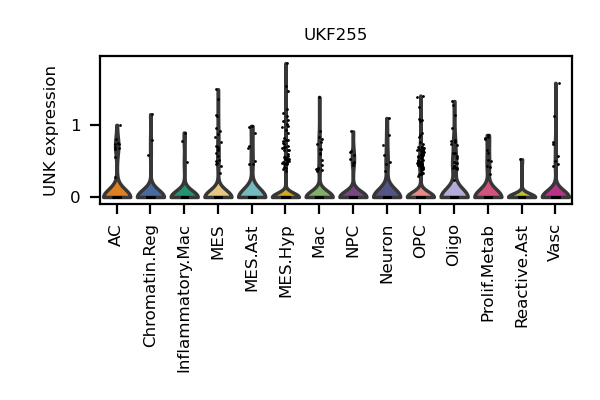 UKF255
UNK expression
1
0
AC
Chromatin.Reg
Inflammatory.Mac
MES
MES.Ast
MES.Hyp
Mac
NPC
Neuron
OPC
Oligo
Prolif.Metab
Reactive.Ast
Vasc